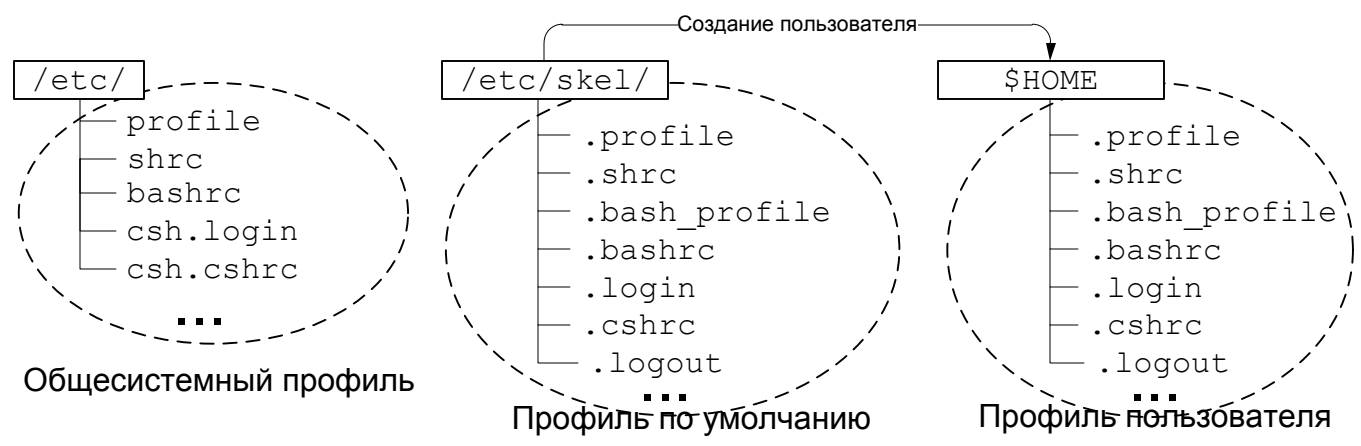 Создание пользователя
/etc/
profile
shrc
bashrc
csh.login
csh.cshrc
...
Общесистемный профиль
/etc/skel/
.profile
.shrc
.bash_profile
.bashrc
.login
.cshrc
.logout
...
Профиль по умолчанию
$HOME
.profile
.shrc
.bash_profile
.bashrc
.login
.cshrc
.logout
...
Профиль пользователя